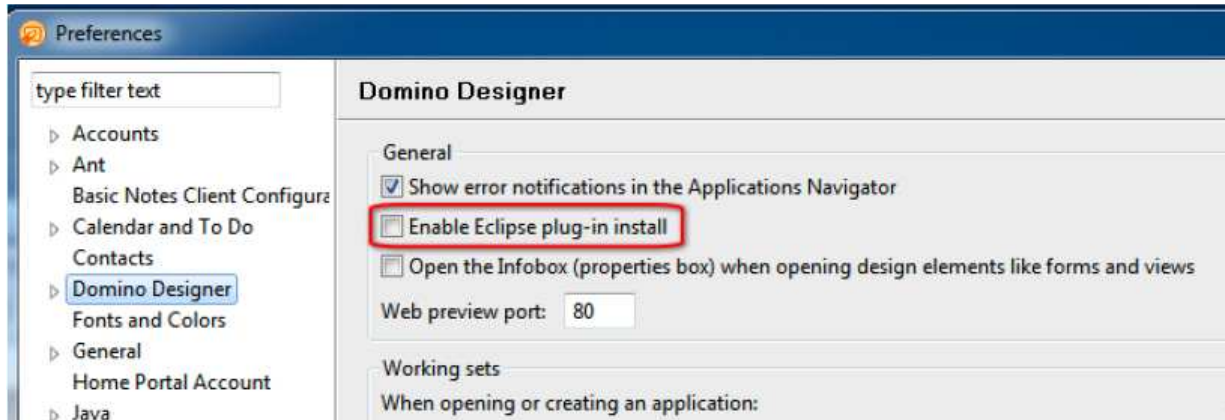 Preferences
type filter text
Accounts
Ant
Basic Notes Client Configura
Calendar and To Do
Contacts
Domino Designer
Fonts and Colors
General
Home Portal Account
Java
Domino Designer
General
Show error notifications in the Applications Navigator
Enable Eclipse plug-in install
Open the Infobox (properties box) when opening design elements like forms and views
Web preview port: 80
Working sets
When opening or creating an application: